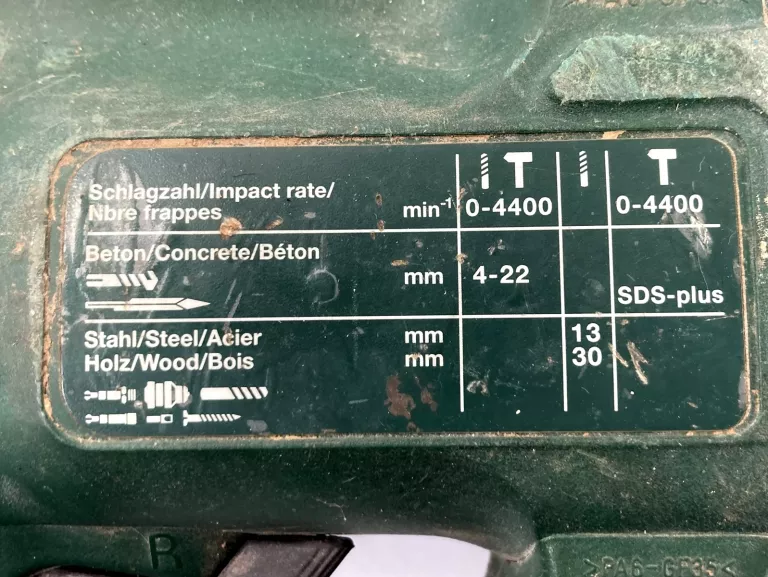 Schlagzahl/Impact rate/
Nbre frappes min⁻¹ 0-4400 0-4400
Beton/Concrete/Béton
mm 4-22
SDS-plus
Stahl/Steel/Acier mm 13
Holz/Wood/Bois mm 30
R
>PA6-GF35<